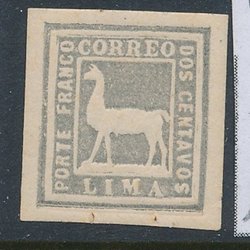 CORREO
PORTE FRANCO
DOS CENTAVOS
LIMA